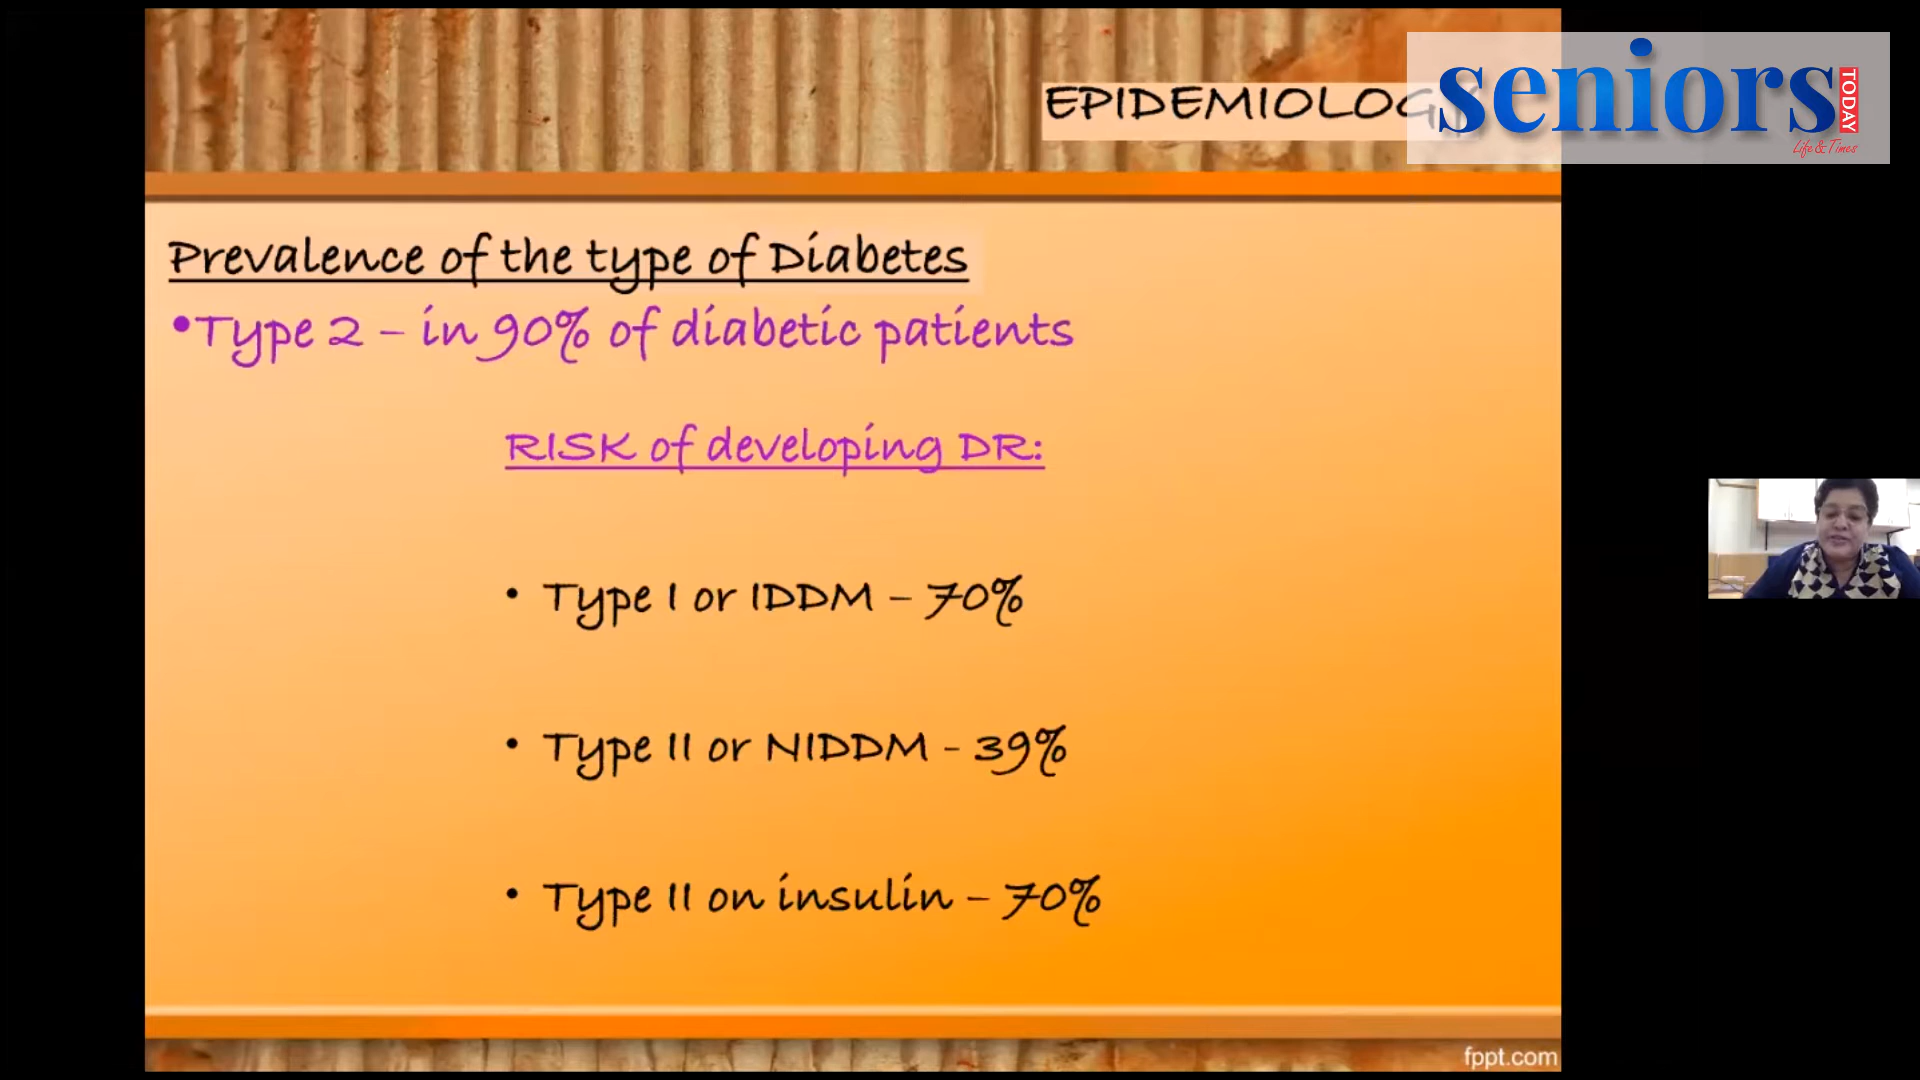 EPIDEMIOLOGY
seniors
TODAY
Life & Times
Prevalence of the type of Diabetes
•Type 2 – in 90% of diabetic patients
RISK of developing DR:
• Type I or IDDM – 70%
• Type II or NIDDM - 39%
• Type II on insulin – 70%
fppt.com